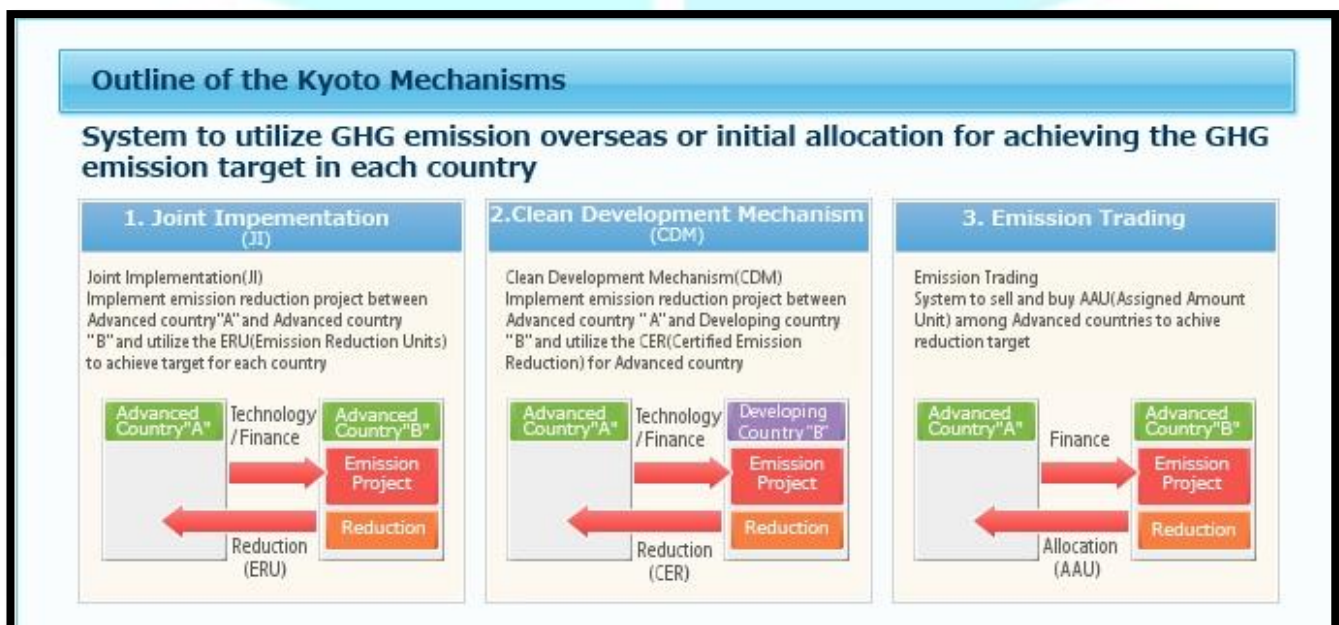 Outline of the Kyoto Mechanisms
System to utilize GHG emission overseas or initial allocation for achieving the GHG
emission target in each country
1. Joint Impementation
(JI)
Joint Implementation(JI)
Implement emission reduction project between
Advanced country"A" and Advanced country
"B" and utilize the ERU(Emission Reduction Units)
to achieve target for each country
Advanced
Country"A"
Technology
/Finance
Advanced
Country"B"
Emission
Project
Reduction
Reduction
(ERU)
2.Clean Development Mechanism
(CDM)
Clean Development Mechanism(CDM)
Implement emission reduction project between
Advanced country "A" and Developing country
"B" and utilize the CER(Certified Emission
Reduction) for Advanced country
Advanced
Country"A"
Technology
/Finance
Developing
Country"B"
Emission
Project
Reduction
Reduction
(CER)
3. Emission Trading
Emission Trading
System to sell and buy AAU(Assigned Amount
Unit) among Advanced countries to achive
reduction target
Advanced
Country"A"
Finance
Advanced
Country"B"
Emission
Project
Reduction
Allocation
(AAU)